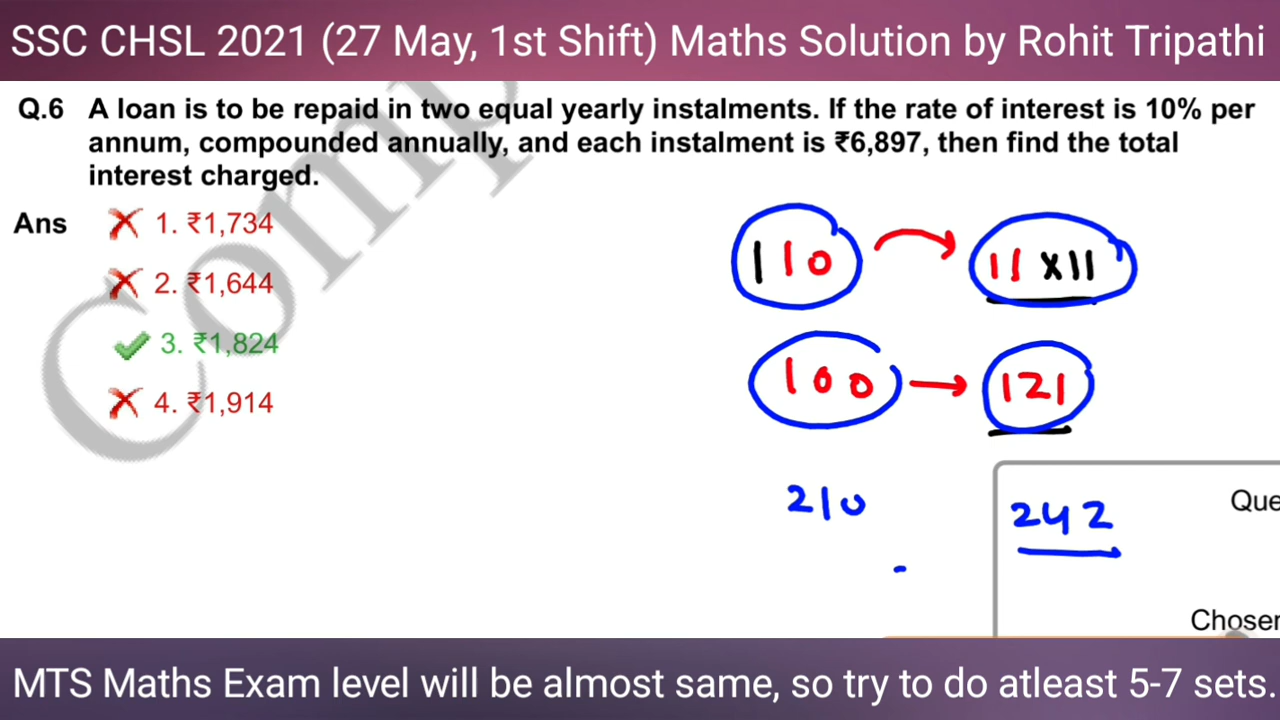 SSC CHSL 2021 (27 May, 1st Shift) Maths Solution by Rohit Tripathi
Q.6 A loan is to be repaid in two equal yearly instalments. If the rate of interest is 10% per
annum, compounded annually, and each instalment is ₹6,897, then find the total
interest charged.
Ans 1. ₹1,734
2. ₹1,644
3. ₹1,824
4. ₹1,914
110 11 x11
100 121
210 242
Que
Chosen
Comp
MTS Maths Exam level will be almost same, so try to do atleast 5-7 sets.